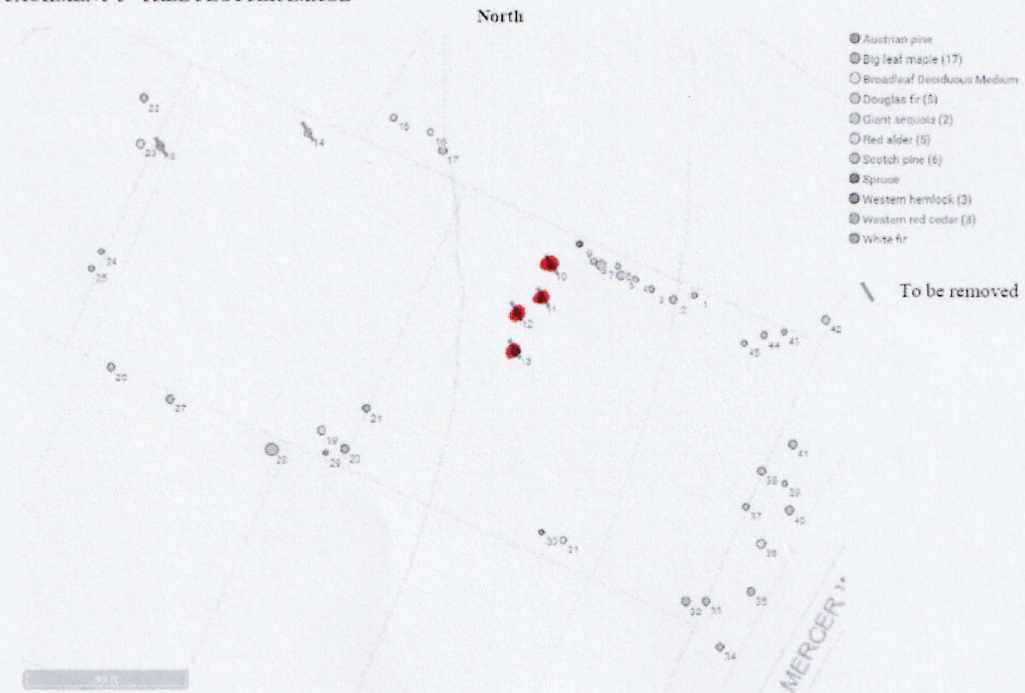 North
Austrian pine
Big leaf maple (17)
Broadleaf Deciduous Medium
Douglas fir (5)
Giant sequoia (2)
Red alder (5)
Scotch pine (6)
Spruce
Western hemlock (3)
Western red cedar (3)
White fir
To be removed
22
23
14
15
16
17
24
25
10
11
12
13
1
2
3
5
7
42
43
44
45
26
27
21
19
20
28
29
41
38
39
37
40
36
30
31
35
32
33
34
MERCER